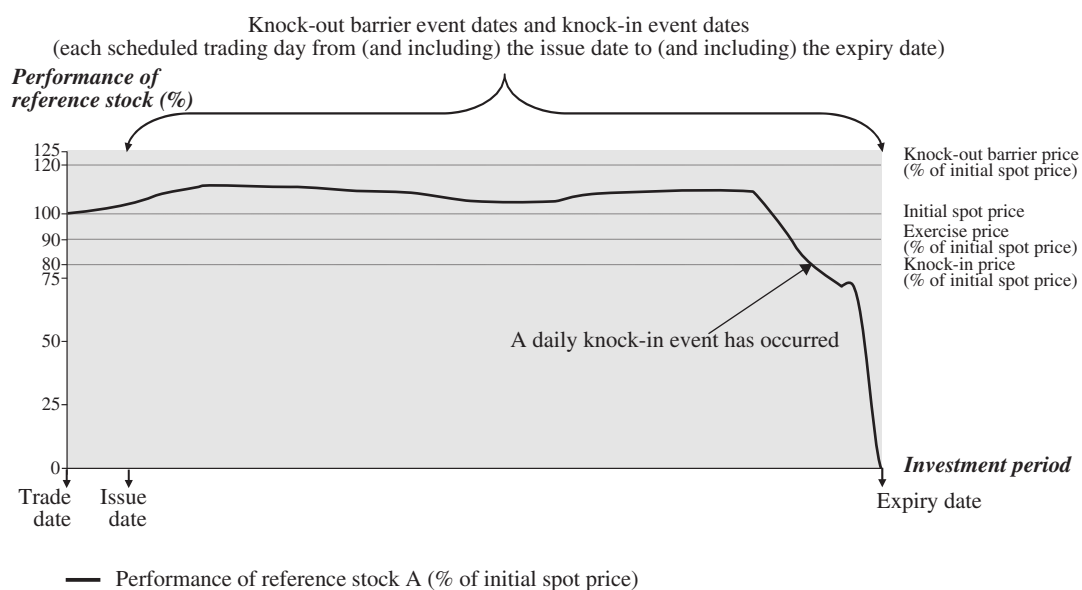 Knock-out barrier event dates and knock-in event dates
(each scheduled trading day from (and including) the issue date to (and including) the expiry date)
Performance of
reference stock (%)
125
120
100
90
80
75
50
25
0
Knock-out barrier price
(% of initial spot price)
Initial spot price
Exercise price
(% of initial spot price)
Knock-in price
(% of initial spot price)
A daily knock-in event has occurred
Investment period
Trade
date
Issue
date
Expiry date
Performance of reference stock A (% of initial spot price)